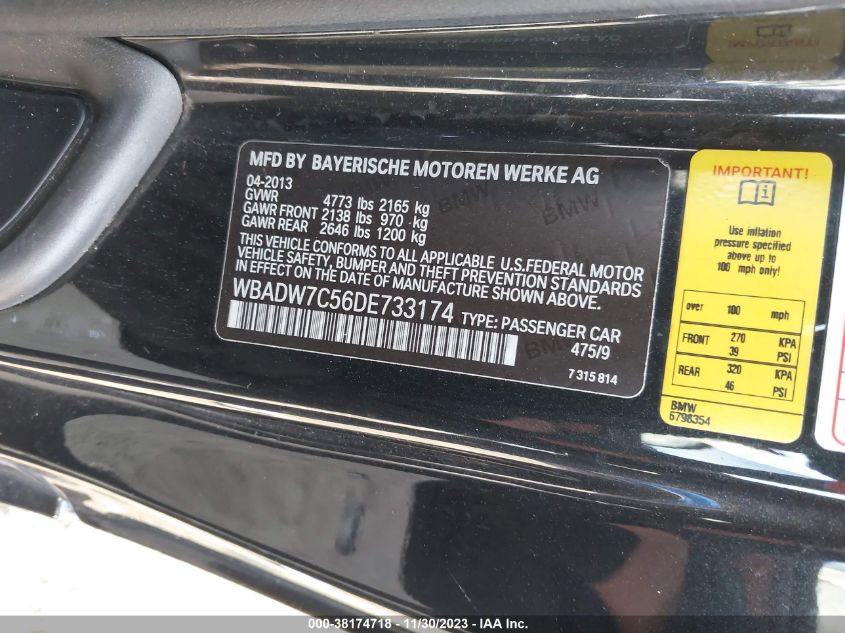 MFD BY BAYERISCHE MOTOREN WERKE AG
04-2013
GVWR 4773 lbs 2165 kg
GAWR FRONT 2138 lbs 970 kg
GAWR REAR 2646 lbs 1200 kg
THIS VEHICLE CONFORMS TO ALL APPLICABLE U.S.FEDERAL MOTOR
VEHICLE SAFETY, BUMPER AND THEFT PREVENTION STANDARDS
IN EFFECT ON THE DATE OF MANUFACTURE SHOWN ABOVE.
WBADW7C56DE733174 TYPE: PASSENGER CAR
475/9
7 315 814
BMW
BMW
BMW
IMPORTANT!
Use inflation
pressure specified
above up to
100 mph only!
over 100 mph
FRONT 270 KPA
39 PSI
REAR 320 KPA
46 PSI
BMW
6798354
000-38174718 - 11/30/2023 - IAA Inc.